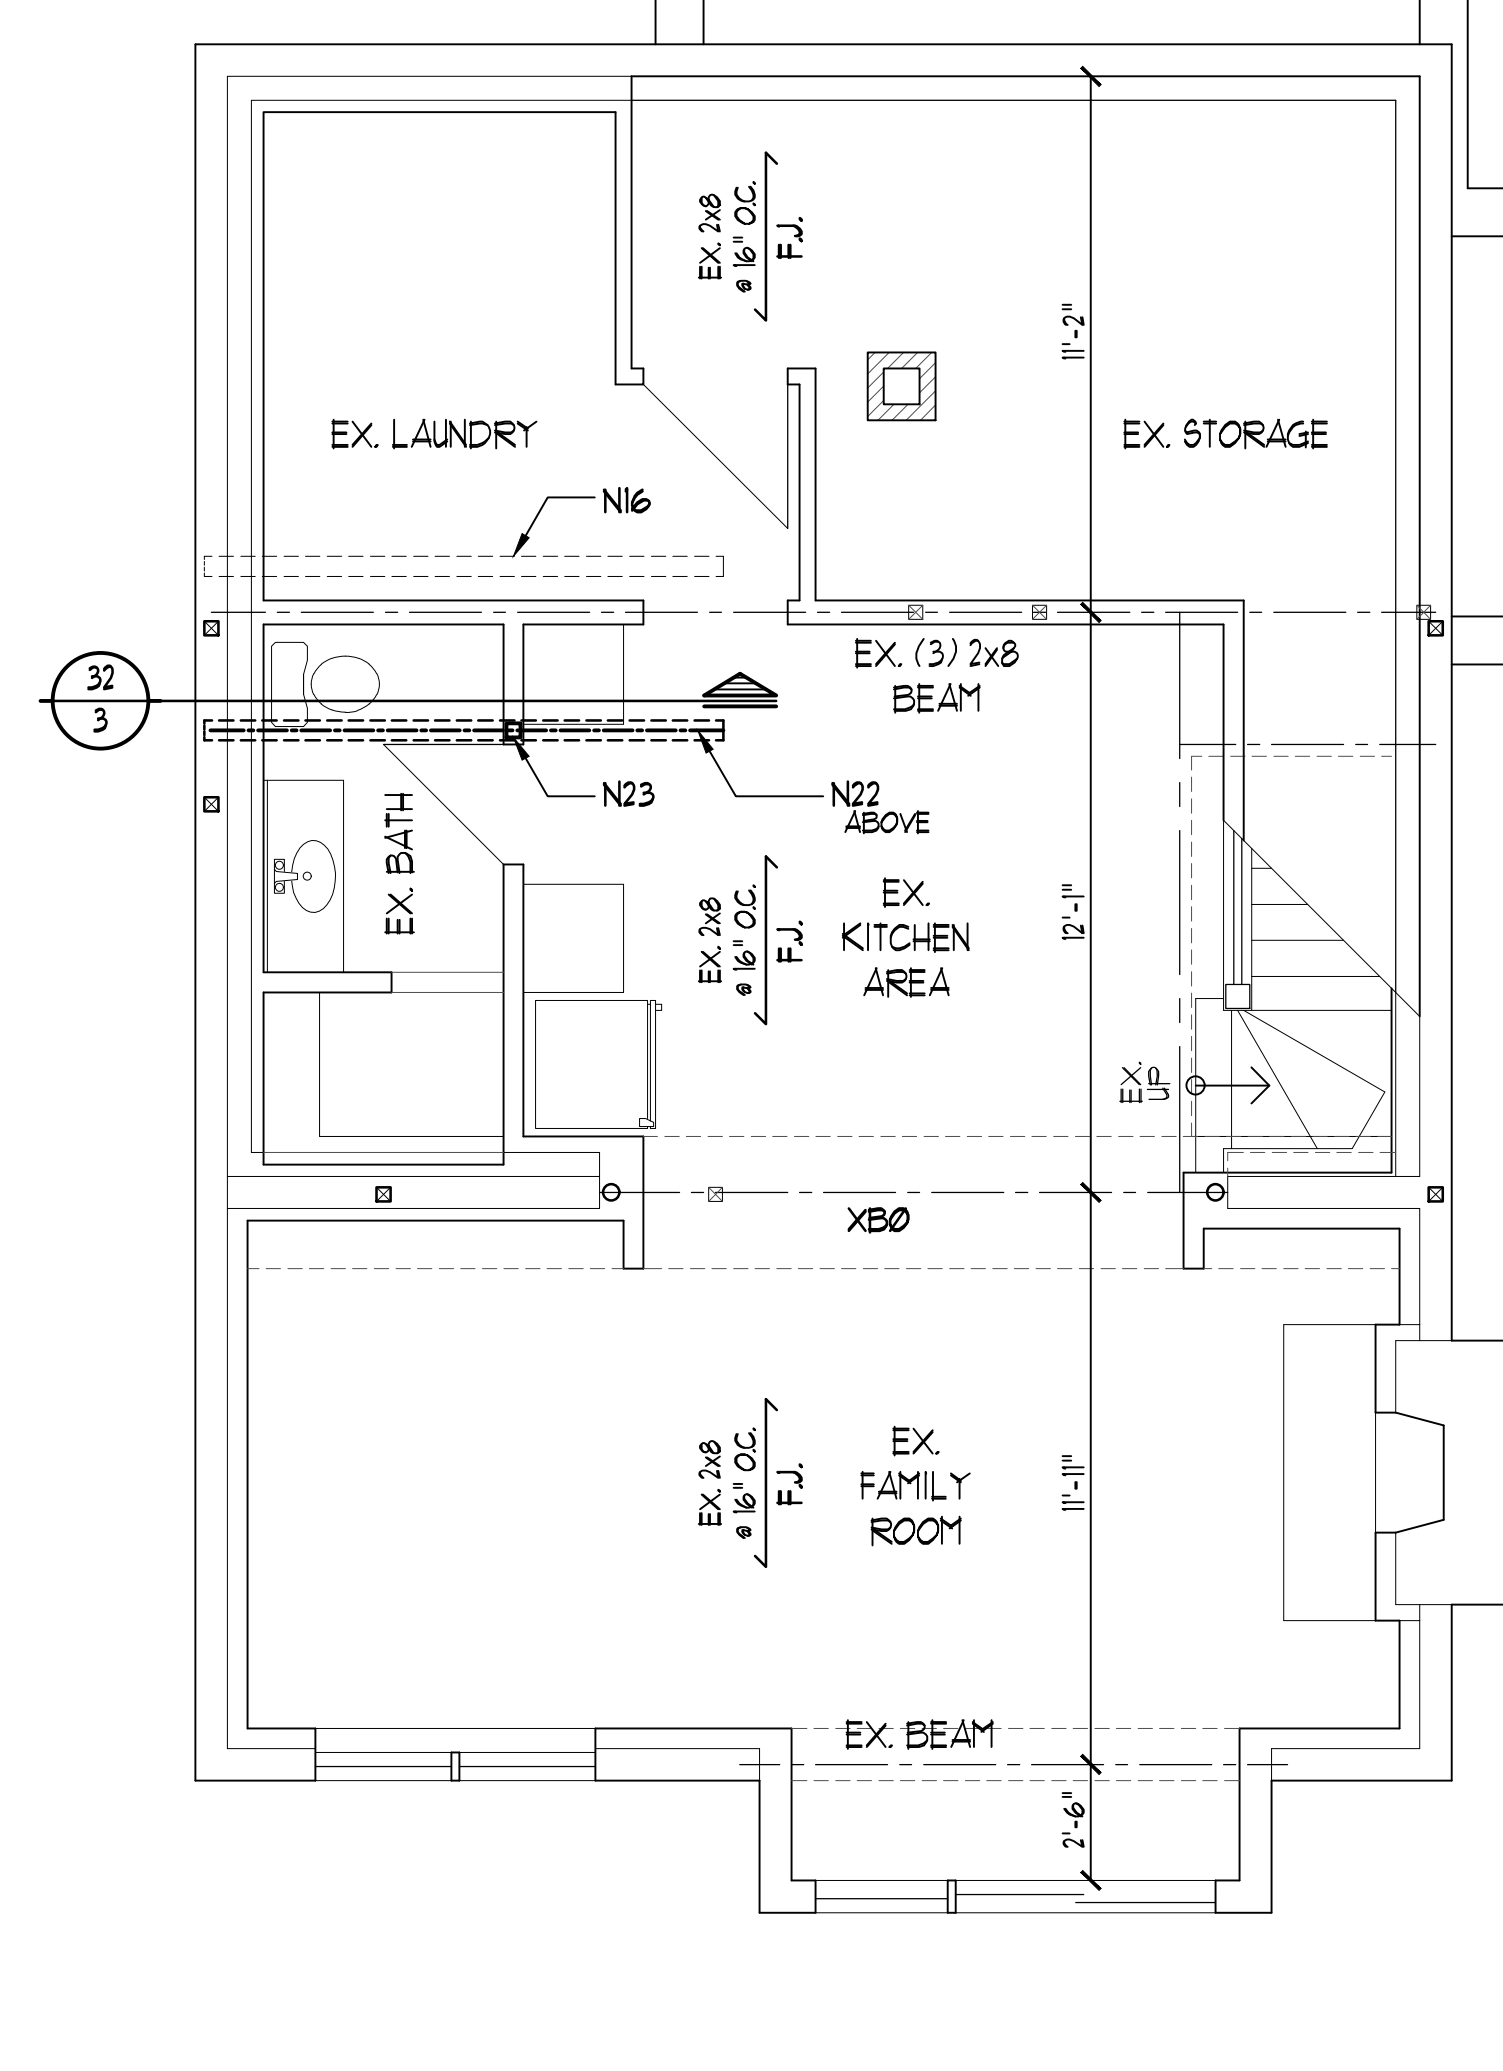 EX. 2x8
@ 16" O.C.
F.J.
11'-2"
EX. LAUNDRY
EX. STORAGE
N16
EX. (3) 2x8
BEAM
32
3
N23
N22
ABOVE
EX. BATH
EX. 2x8
@ 16" O.C.
F.J.
EX.
KITCHEN
AREA
12'-1"
EX.
UP
XBØ
EX. 2x8
@ 16" O.C.
F.J.
EX.
FAMILY
ROOM
11'-11"
EX. BEAM
2'-6"